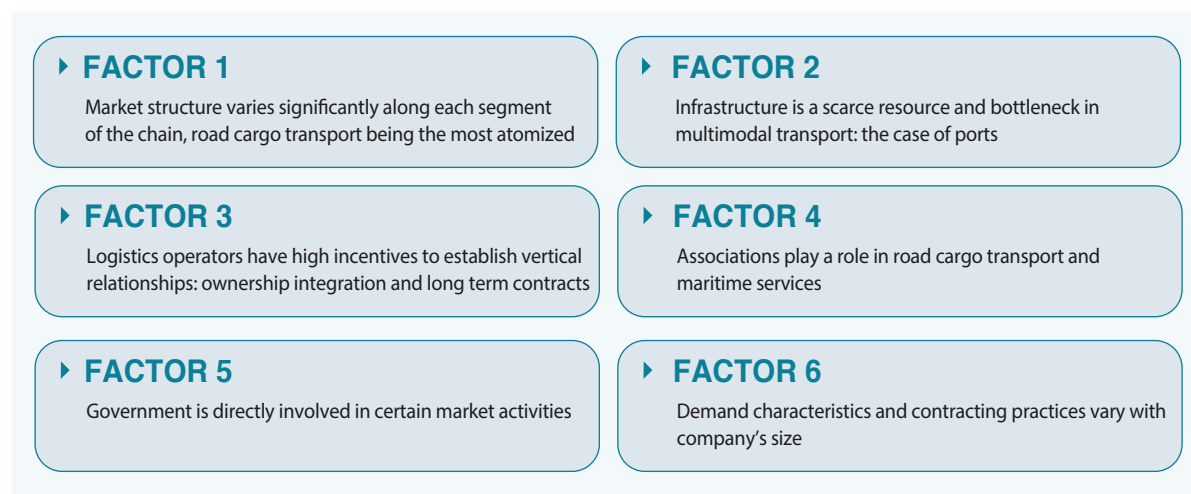 FACTOR 1
Market structure varies significantly along each segment
of the chain, road cargo transport being the most atomized
FACTOR 2
Infrastructure is a scarce resource and bottleneck in
multimodal transport: the case of ports
FACTOR 3
Logistics operators have high incentives to establish vertical
relationships: ownership integration and long term contracts
FACTOR 4
Associations play a role in road cargo transport and
maritime services
FACTOR 5
Government is directly involved in certain market activities
FACTOR 6
Demand characteristics and contracting practices vary with
company’s size